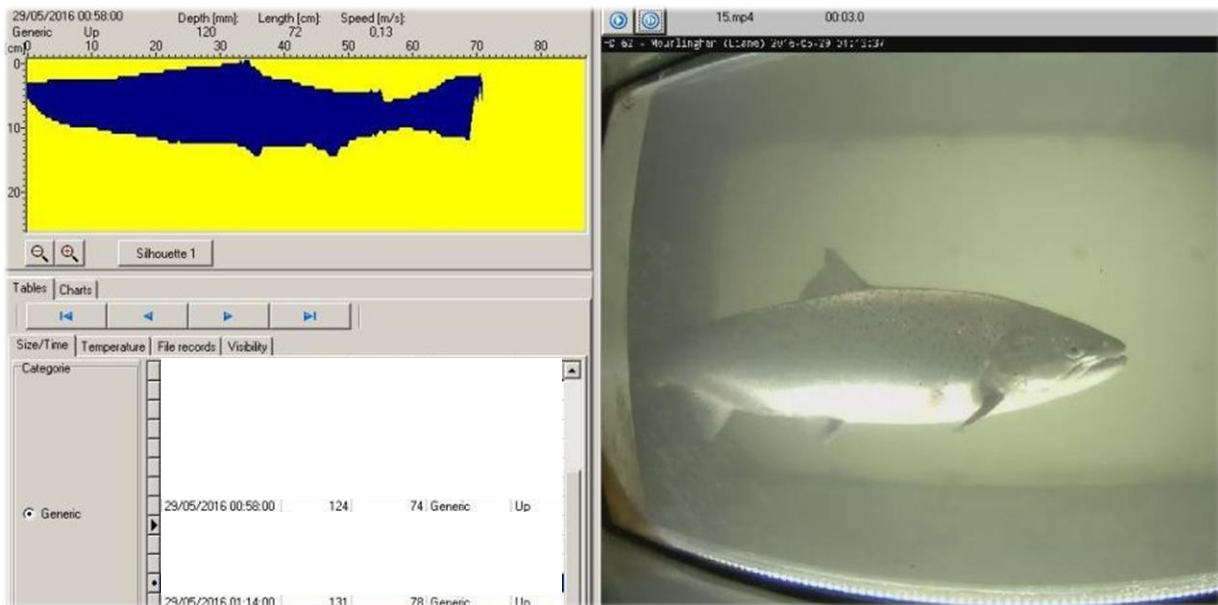 29/05/2016 00:58:00 Depth [mm]: Length [cm]: Speed [m/s]:
Generic Up 120 72 0,13
cm] 0 10 20 30 40 50 60 70 80
0
10
20
Silhouette 1
Tables Charts
Size/Time Temperature File records Visibility
Categorie
Generic
29/05/2016 00:58:00 124 74 Generic Up
29/05/2016 01:14:00 131 78 Generic Up
15.mp4 00:03.0
62 - (Liane)